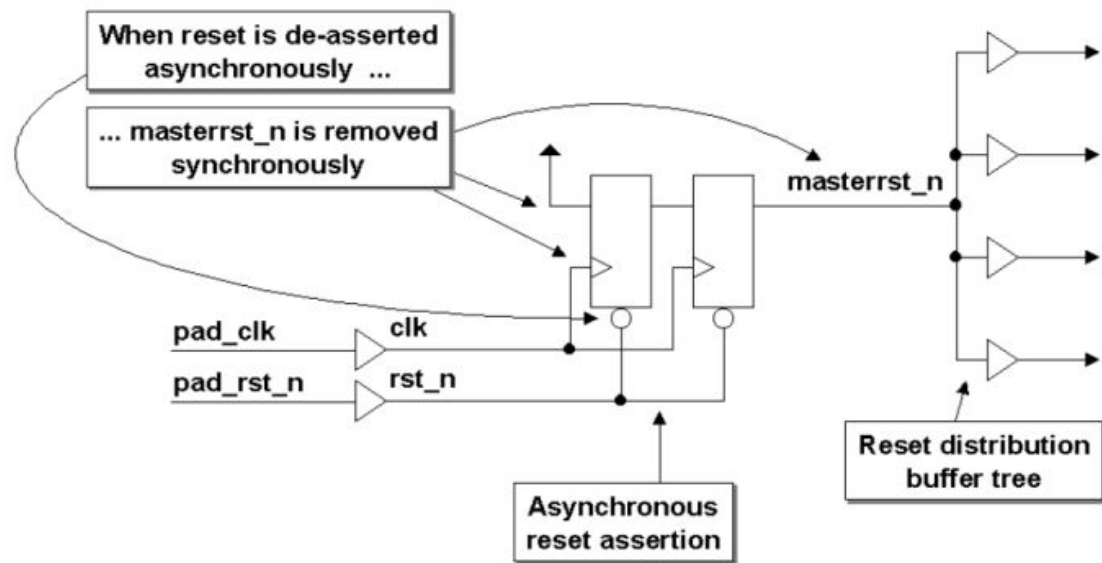 When reset is de-asserted
asynchronously ...
... masterrst_n is removed
synchronously
masterrst_n
pad_clk
clk
pad_rst_n
rst_n
Reset distribution
buffer tree
Asynchronous
reset assertion